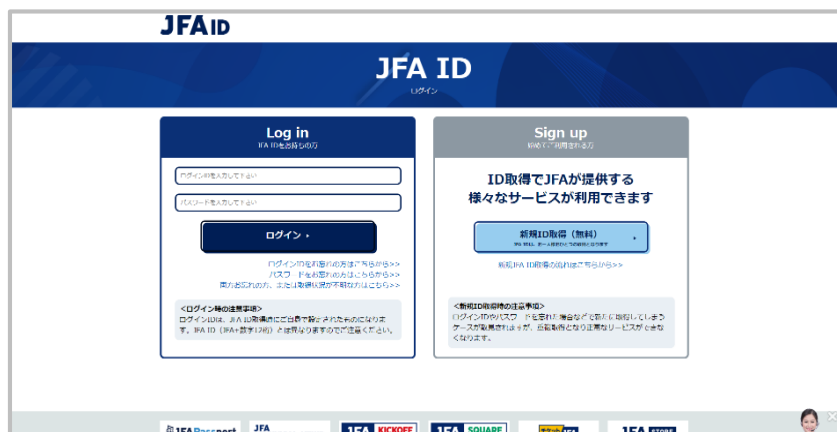 JFA ID
JFA ID
ログイン
Log in
JFA IDをお持ちの方
ログインIDを入力して下さい
パスワードを入力して下さい
ログイン
ログインIDをお忘れの方はこちらから>>
パスワードをお忘れの方はこちらから>>
両方お忘れの方、または取得状況が不明な方はこちら>>
<ログイン時の注意事項>
ログインIDは、JFA ID取得時にご自身で設定されたものになりま
す。JFA ID（JFA+数字12桁）とは異なりますのでご注意ください。
Sign up
初めてご利用される方
ID取得でJFAが提供する
様々なサービスが利用できます
新規ID取得（無料）
新規JFA ID取得の流れはこちらから>>
<新規ID取得時の注意事項>
ログインIDやパスワードを忘れた場合などで新たに取得してしまう
ケースが散見されますが、重複取得となり正常なサービスができな
くなります。
JFA Passport
JFA
JFA KICKOFF
JFA SQUARE
チケットJFA
JFA STORE